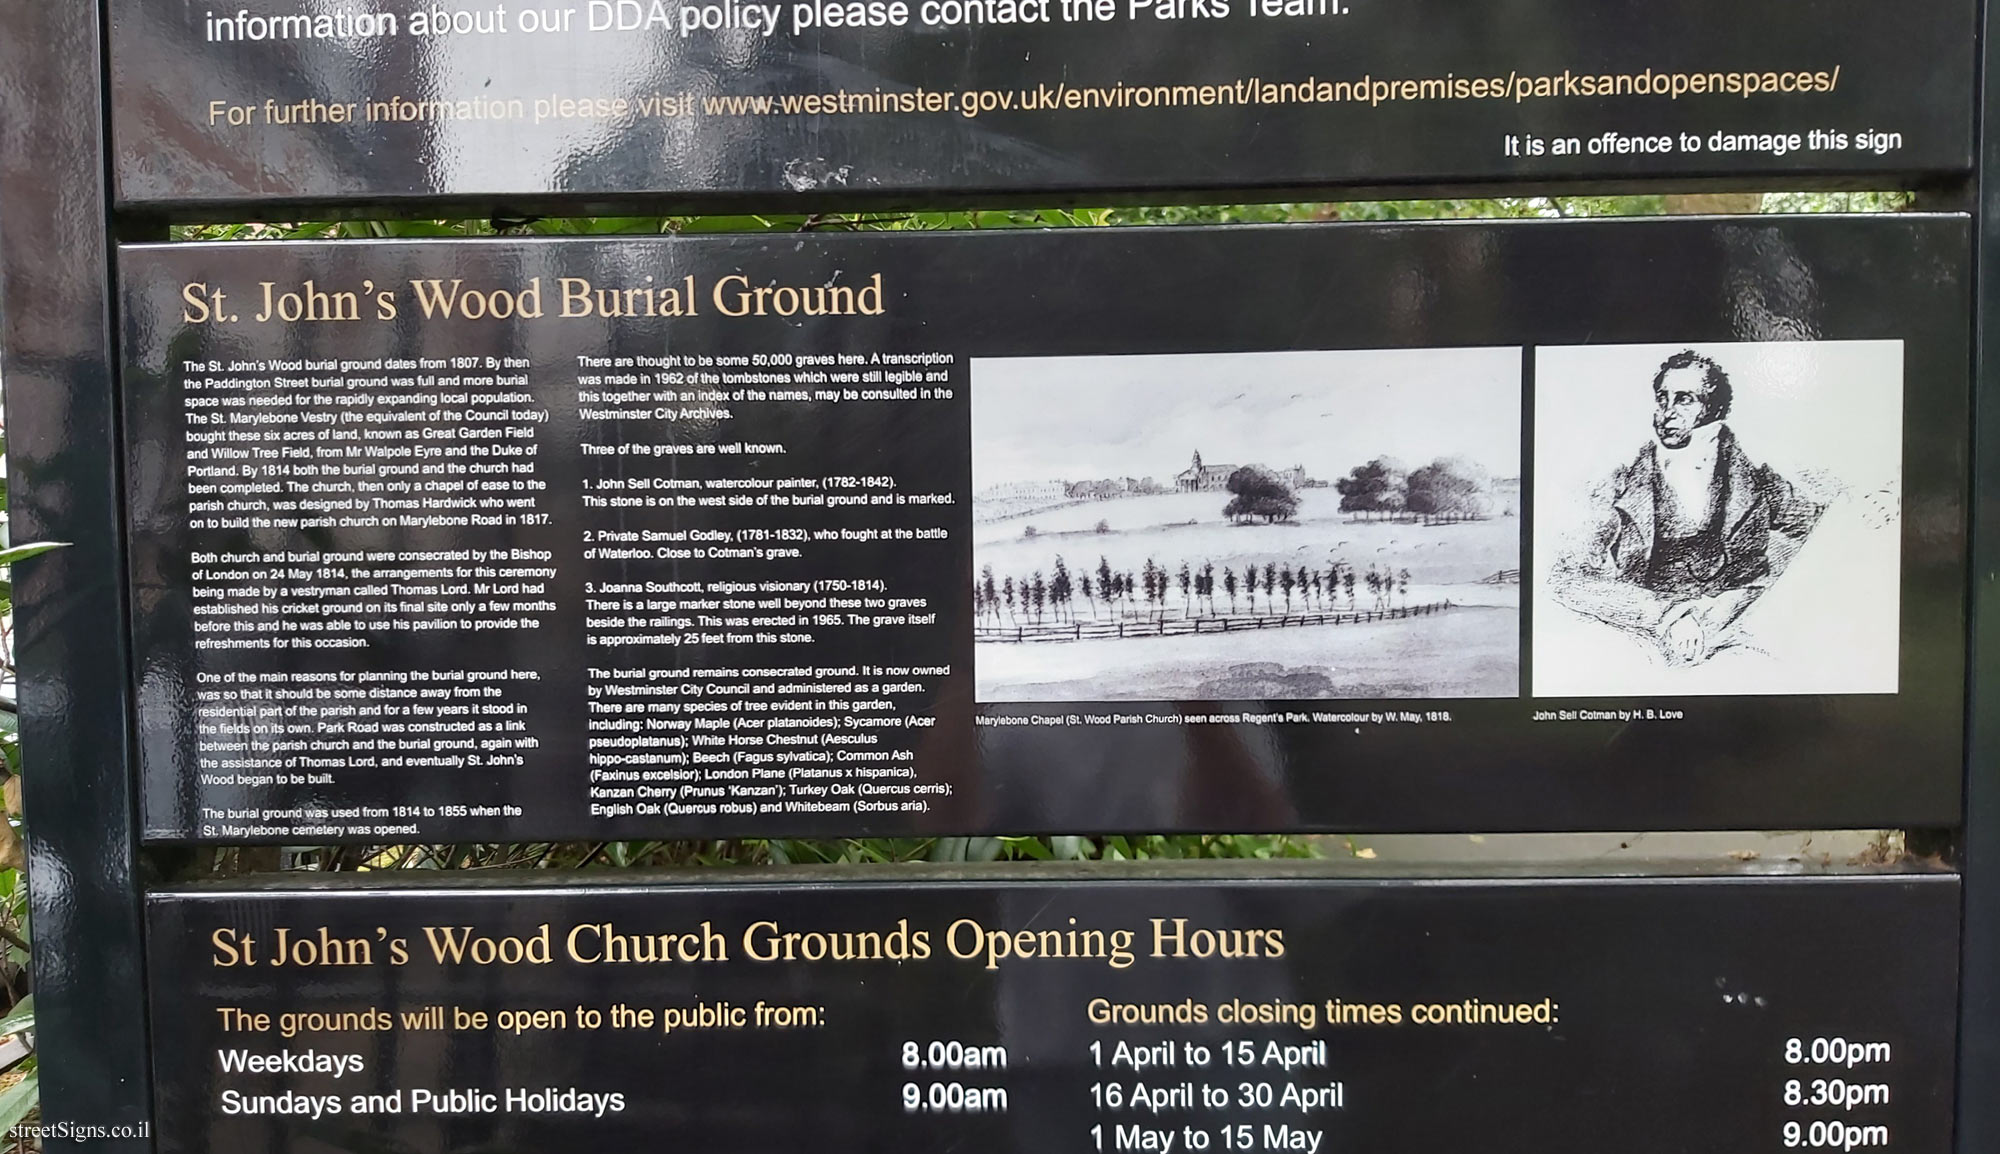 information about our DDA policy please contact the Parks Team.
For further information please visit www.westminster.gov.uk/environment/landandpremises/parksandopenspaces/
It is an offence to damage this sign
St. John's Wood Burial Ground
The St. John's Wood burial ground dates from 1807. By then
the Paddington Street burial ground was full and more burial
space was needed for the rapidly expanding local population.
The St. Marylebone Vestry (the equivalent of the Council today)
bought these six acres of land, known as Great Garden Field
and Willow Tree Field, from Mr Walpole Eyre and the Duke of
Portland. By 1814 both the burial ground and the church had
been completed. The church, then only a chapel of ease to the
parish church, was designed by Thomas Hardwick who went
on to build the new parish church on Marylebone Road in 1817.
Both church and burial ground were consecrated by the Bishop
of London on 24 May 1814, the arrangements for this ceremony
being made by a vestryman called Thomas Lord. Mr Lord had
established his cricket ground on its final site only a few months
before this and he was able to use his pavilion to provide the
refreshments for this occasion.
One of the main reasons for planning the burial ground here,
was so that it should be some distance away from the
residential part of the parish and for a few years it stood in
the fields on its own. Park Road was constructed as a link
between the parish church and the burial ground, again with
the assistance of Thomas Lord, and eventually St. John's
Wood began to be built.
The burial ground was used from 1814 to 1855 when the
St. Marylebone cemetery was opened.
There are thought to be some 50,000 graves here. A transcription
was made in 1962 of the tombstones which were still legible and
this together with an index of the names, may be consulted in the
Westminster City Archives.
Three of the graves are well known.
1. John Sell Cotman, watercolour painter, (1782-1842).
This stone is on the west side of the burial ground and is marked.
2. Private Samuel Godley, (1781-1832), who fought at the battle
of Waterloo. Close to Cotman's grave.
3. Joanna Southcott, religious visionary (1750-1814).
There is a large marker stone well beyond these two graves
beside the railings. This was erected in 1965. The grave itself
is approximately 25 feet from this stone.
The burial ground remains consecrated ground. It is now owned
by Westminster City Council and administered as a garden.
There are many species of tree evident in this garden,
including: Norway Maple (Acer platanoides); Sycamore (Acer
pseudoplatanus); White Horse Chestnut (Aesculus
hippo-castanum); Beech (Fagus sylvatica); Common Ash
(Faxinus excelsior); London Plane (Platanus x hispanica),
Kanzan Cherry (Prunus 'Kanzan'); Turkey Oak (Quercus cerris);
English Oak (Quercus robus) and Whitebeam (Sorbus aria).
Marylebone Chapel (St. Wood Parish Church) seen across Regent's Park. Watercolour by W. May, 1818.
John Sell Cotman by H. B. Love
St John's Wood Church Grounds Opening Hours
The grounds will be open to the public from:
Weekdays 8.00am
Sundays and Public Holidays 9.00am
Grounds closing times continued:
1 April to 15 April 8.00pm
16 April to 30 April 8.30pm
1 May to 15 May 9.00pm
streetSigns.co.il